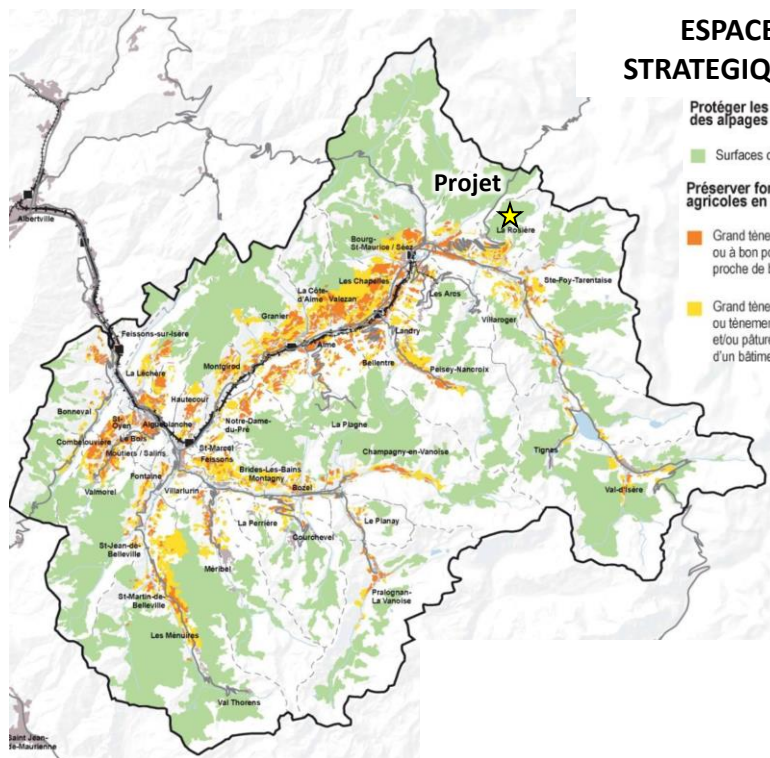 ESPACE
STRATEGIQ
Protéger les
des alpages
Surfaces
Préserver
agricoles en
Grand tène
ou à bon
proche de
Grand tène
ou tènemen
et/ou pâture
d'un bâtime
Projet
Albertville
La Rosière
Bourg-
St-Maurice / Séez
Ste-Foy-Tarentaise
Les Chapelles
La Côte-
d'Aime
Valezan
Les Arcs
Villaroger
Granier
Landry
Feissons-sur-Isère
Aime
Bellentre
Montgirod
Peisey-Nancroix
La Léchère
Hautecour
Bonneval
Notre-Dame-
du-Pré
La Plagne
St-
Oyen
Aigueblanche
Combelouvière
Le Bois
St-Marcel
Champagny-en-Vanoise
Tignes
Moutiers / Salins
Feissons
Brides-Les-Bains
Montagny
Val-d'Isère
Fontaine
Bozel
Valmorel
Villarlurin
Le Planay
La Perrière
Courchevel
St-Jean-de-
Belleville
Méribel
Pralognan-
La Vanoise
St-Martin-de-
Belleville
Les Ménuires
Val Thorens
Saint Jean-
de-Maurienne